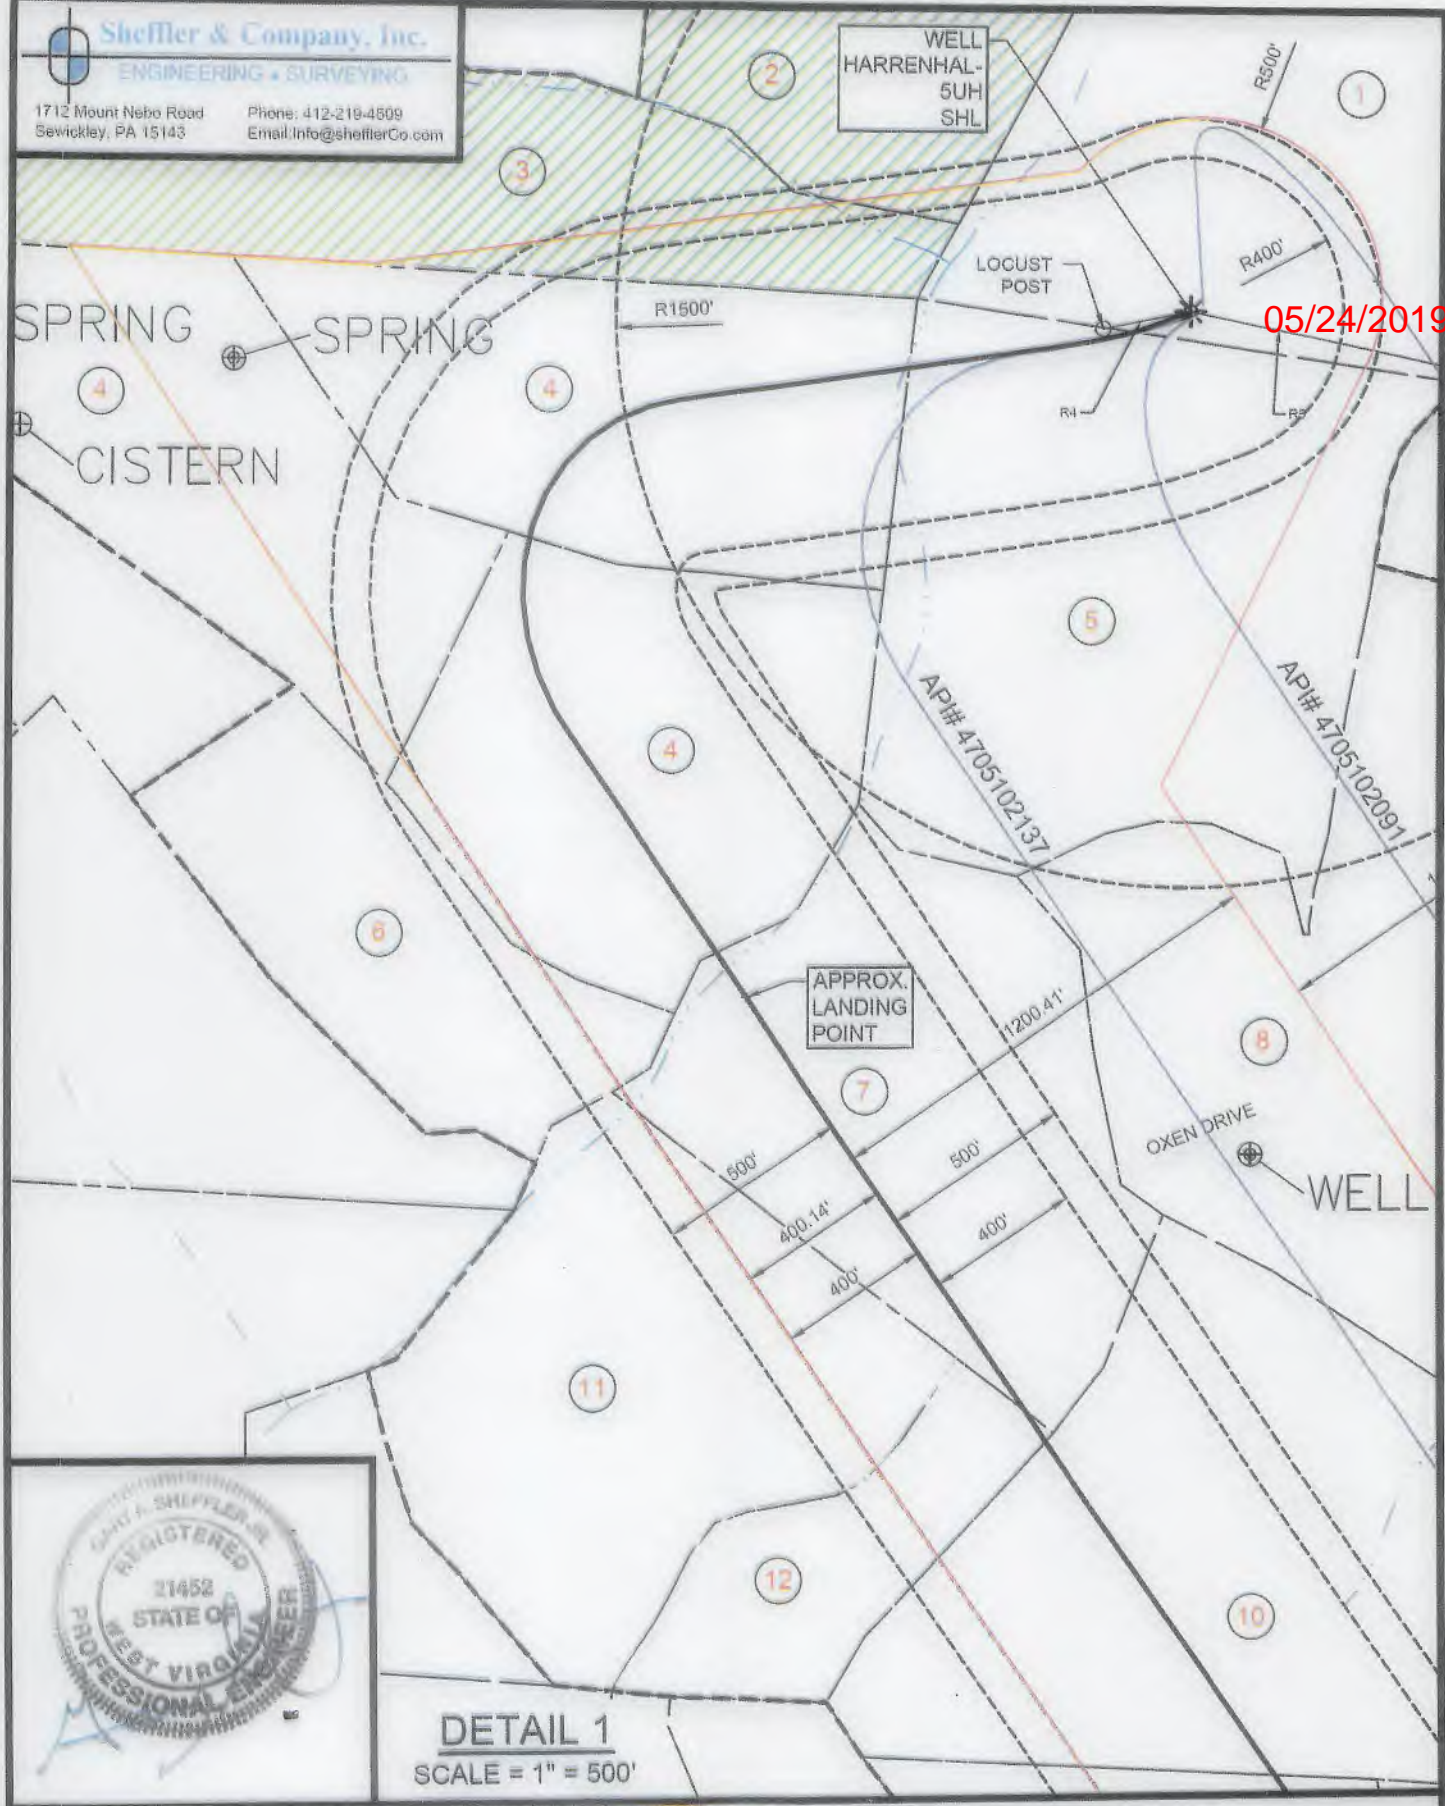 Sheffler & Company, Inc.
ENGINEERING • SURVEYING
1712 Mount Nebo Road
Sewickley, PA 15143
Phone: 412-219-4509
Email:Info@shefflerCo.com
WELL
HARRENHAL-
5UH
SHL
2
1
R500'
3
LOCUST
POST
R400'
05/24/2019
R1500'
SPRING
SPRING
4
4
R4
CISTERN
5
API# 4705102137
API# 4705102091
4
6
APPROX.
LANDING
POINT
1200.41'
8
7
OXEN DRIVE
WELL
500'
500'
400.14'
400'
400'
11
12
10
GARY A. SHEFFLER JR
REGISTERED
21452
STATE OF
WEST VIRGINIA
PROFESSIONAL ENGINEER
DETAIL 1
SCALE = 1" = 500'